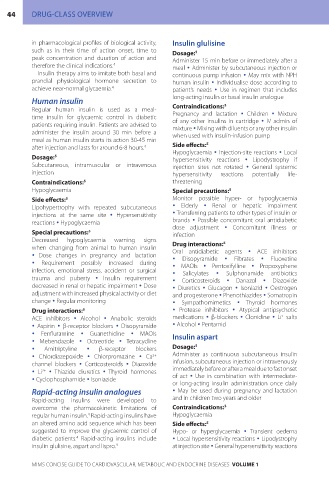 44 DRUG-CLASS OVERVIEW
in pharmacological profiles of biological activity,
such as in their time of action onset, time to
peak concentration and duration of action and
therefore the clinical indications.²
Insulin therapy aims to imitate both basal and
prandial physiological hormone secretion to
achieve near-normal glycaemia.⁴
Human insulin
Regular human insulin is used as a meal-
time insulin for glycaemic control in diabetic
patients requiring insulin. Patients are advised to
administer the insulin around 30 min before a
meal as human insulin starts its action 30-45 min
after injection and lasts for around 6-8 hours.⁵
Dosage:⁵
Subcutaneous, intramuscular or intravenous
injection
Contraindications:⁵
Hypoglycaemia
Side effects:²
Lipohypertrophy with repeated subcutaneous
injections at the same site • Hypersensitivity
reactions • Hypoglycaemia
Special precautions:⁵
Decreased hypoglycaemia warning signs
when changing from animal to human insulin
• Dose changes in pregnancy and lactation
• Requirement possibly increased during
infection, emotional stress, accident or surgical
trauma and puberty • Insulin requirement
decreased in renal or hepatic impairment • Dose
adjustment with increased physical activity or diet
change • Regular monitoring
Drug interactions:²
ACE inhibitors • Alcohol • Anabolic steroids
• Aspirin • β-receptor blockers • Disopyramide
• Fenfluramine • Guanethidine • MAOIs
• Mebendazole • Octreotide • Tetracycline
• Amitriptyline • β-receptor blockers
• Chlordiazepoxide • Chlorpromazine • Ca²⁺
channel blockers • Corticosteroids • Diazoxide
• Li⁺ • Thiazide diuretics • Thyroid hormones
• Cyclophosphamide • Isoniazide
Rapid-acting insulin analogues
Rapid-acting insulins were developed to
overcome the pharmacokinetic limitations of
regular human insulin. Rapid-acting insulins have
an altered amino acid sequence which has been
suggested to improve the glycaemic control of
diabetic patients.⁴ Rapid-acting insulins include
insulin glulisine, aspart and lispro.
Insulin glulisine
Dosage:
Administer 15 min before or immediately after a
meal • Administer by subcutaneous injection or
continuous pump infusion • May mix with NPH
human insulin • Individualise dose according to
patient's needs • Use in regimen that includes
long-acting insulin or basal insulin analogue
Contraindications:
Pregnancy and lactation • Children • Mixture
of any other insulins in cartridge • IV admin of
mixture • Mixing with diluents or any other insulin
when used with insulin-infusion pump
Side effects:²
Hypoglycaemia • Injection-site reactions • Local
hypersensitivity reactions • Lipodystrophy if
injection sites not rotated • General systemic
hypersensitivity reactions potentially life-
threatening
Special precautions:²
Monitor possible hyper- or hypoglycaemia
• Elderly • Renal or hepatic impairment
• Transferring patients to other types of insulin or
brands • Possible concomitant oral antidiabetic
dose adjustment • Concomitant illness or
infection
Drug interactions:²
Oral antidiabetic agents • ACE inhibitors
• Disopyramide • Fibrates • Fluoxetine
• MAOIs • Pentoxifylline • Propoxyphene
• Salicylates • Sulphonamide antibiotics
• Corticosteroids • Danazol • Diazoxide
• Diuretics • Glucagon • Isoniazid • Oestrogen
and progesterone • Phenothiazides • Somatropin
• Sympathomimetics • Thyroid hormones
• Protease inhibitors • Atypical antipsychotic
medications • β-blockers • Clonidine • Li⁺ salts
• Alcohol • Pentamid
Insulin aspart
Dosage:²
Administer as continuous subcutaneous insulin
infusion, subcutaneous injection or intravenously
immediately before or after a meal due to fast onset
of act • Use in combination with intermediate-
or long-acting insulin administration once daily
• May be used during pregnancy and lactation
and in children over 2 years old
Contraindications:²
Hypoglycaemia
Side effects:²
Hypo- or hyperglycaemia • Transient oedema
• Local hypersensitivity reactions • Lipodystrophy
at injection site • General hypersensitivity reactions
MIMS CONCISE GUIDE TO CARDIOVASCULAR, METABOLIC AND ENDOCRINE DISEASES VOLUME 1